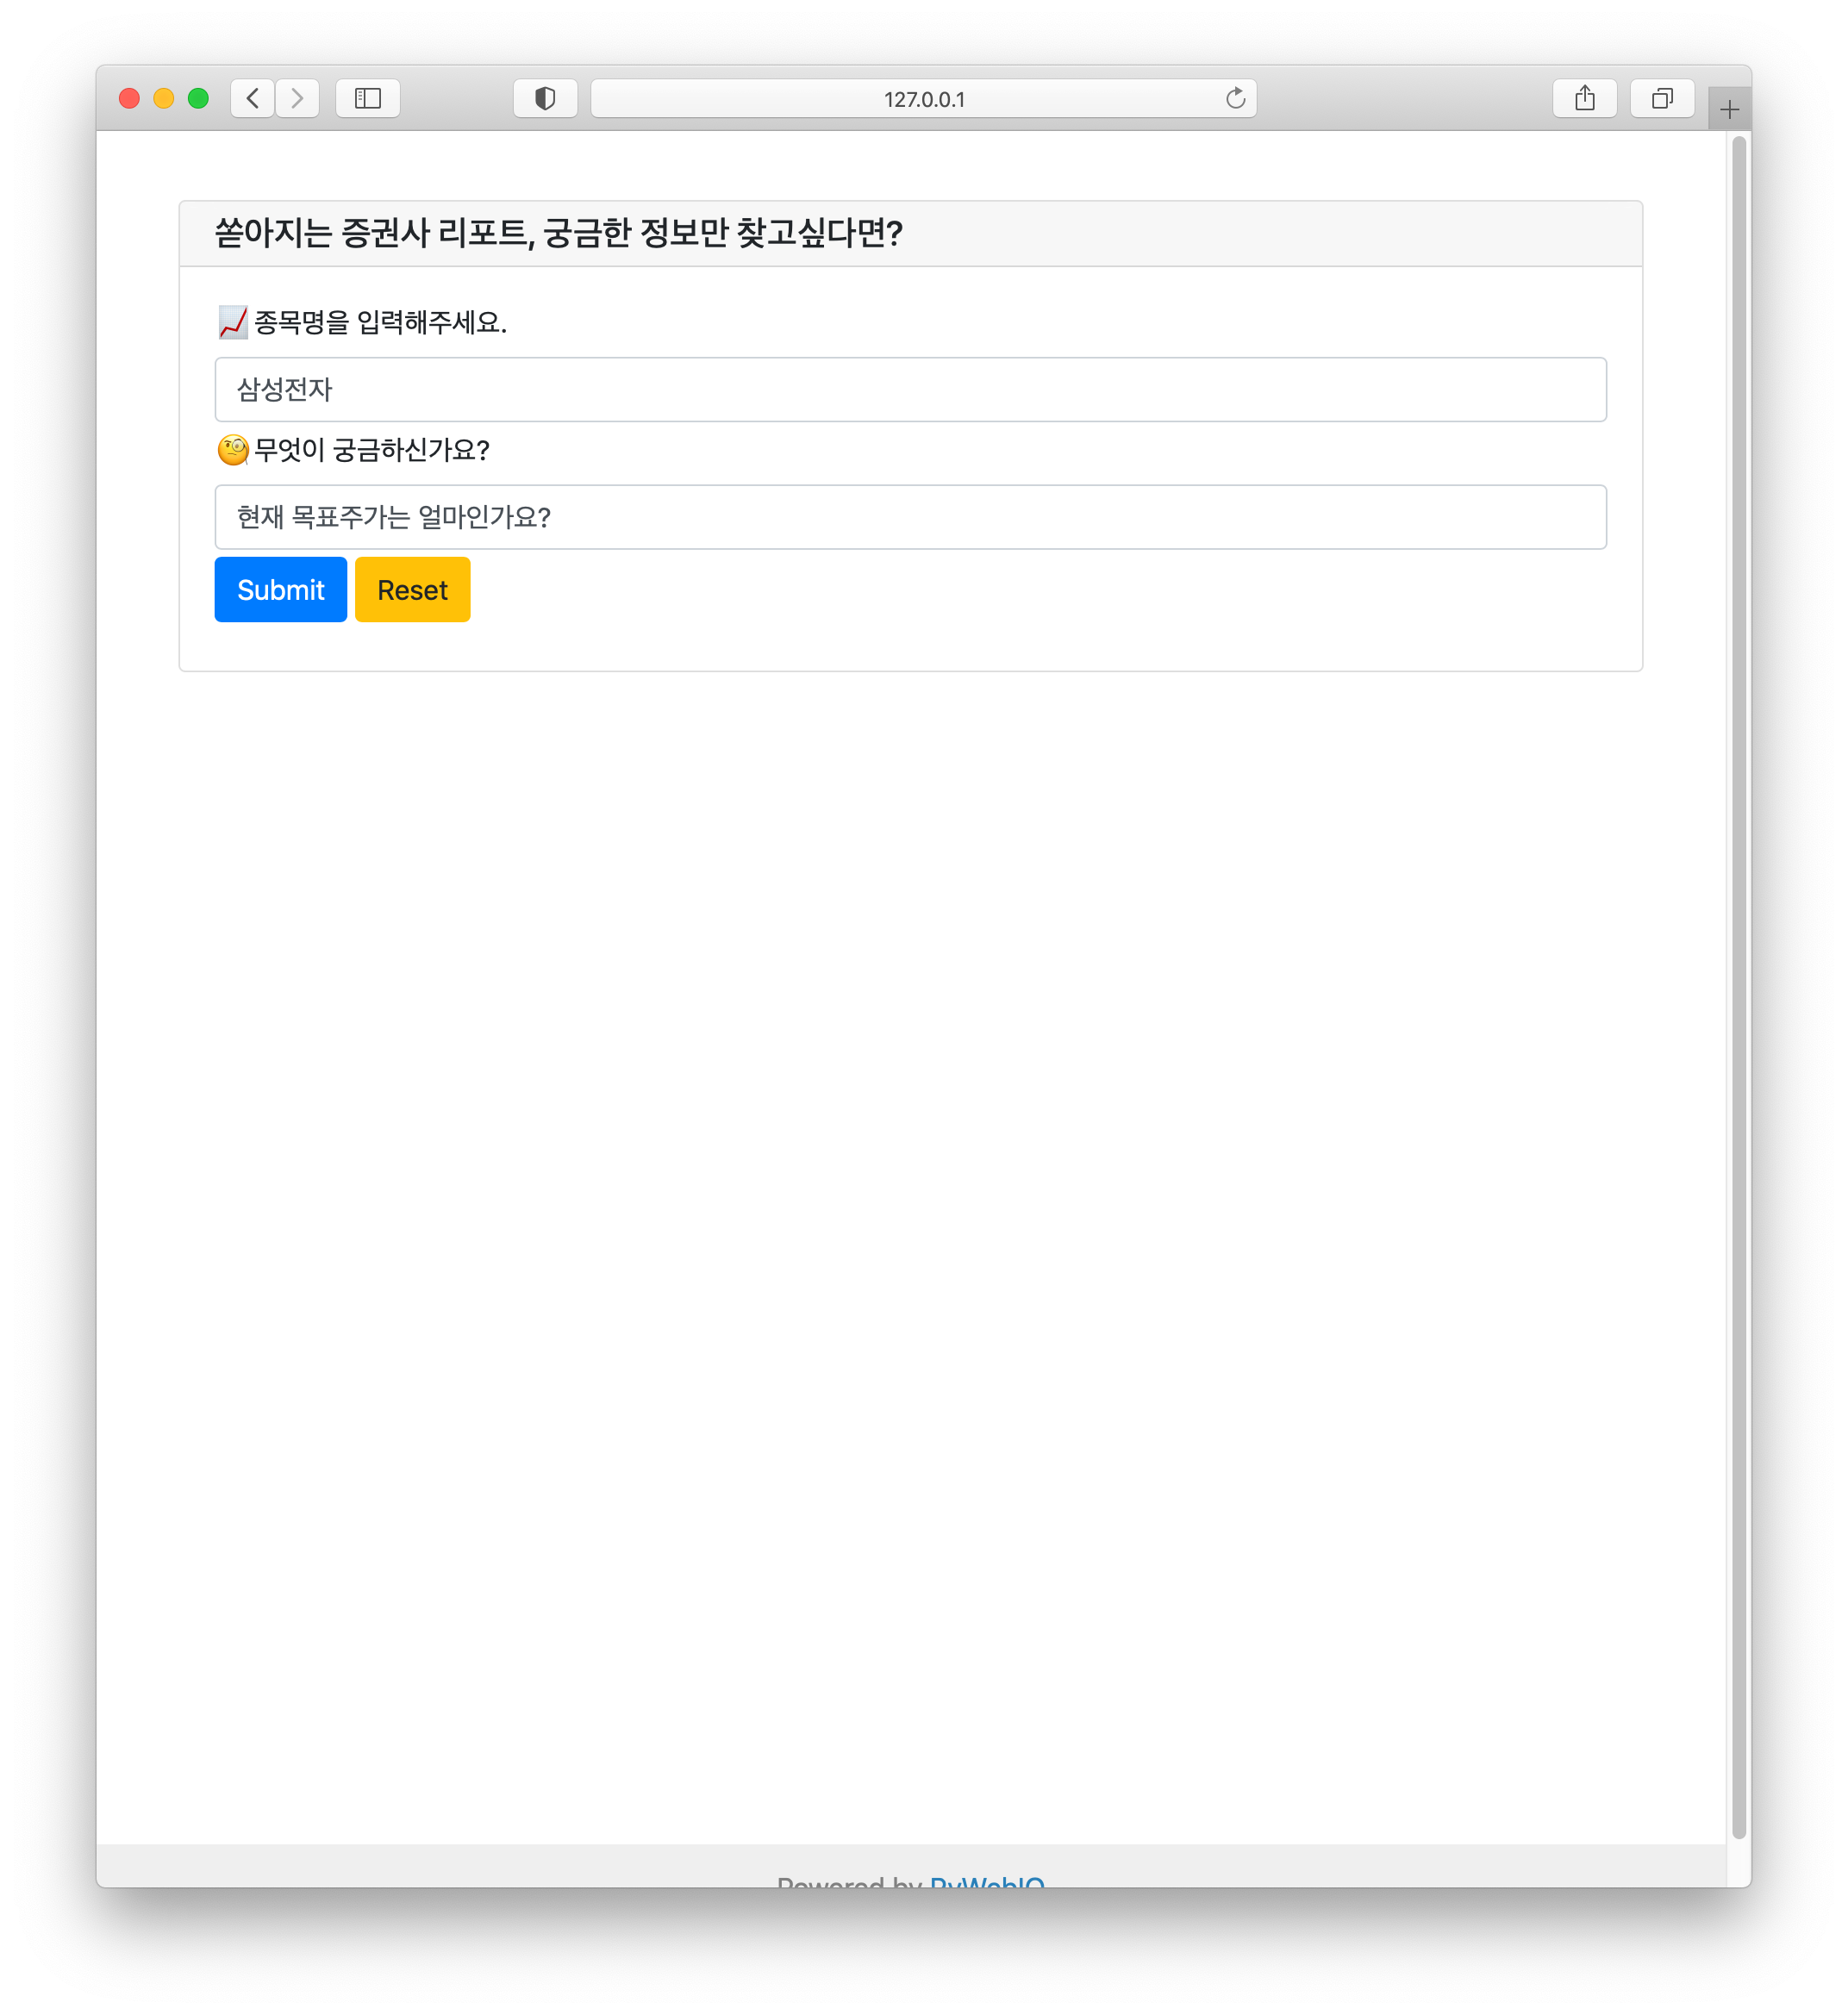 127.0.0.1
쏟아지는 증권사 리포트, 궁금한 정보만 찾고싶다면?
📈 종목명을 입력해주세요.
삼성전자
🧐 무엇이 궁금하신가요?
현재 목표주가는 얼마인가요?
Submit Reset
Powered by PyWebIO